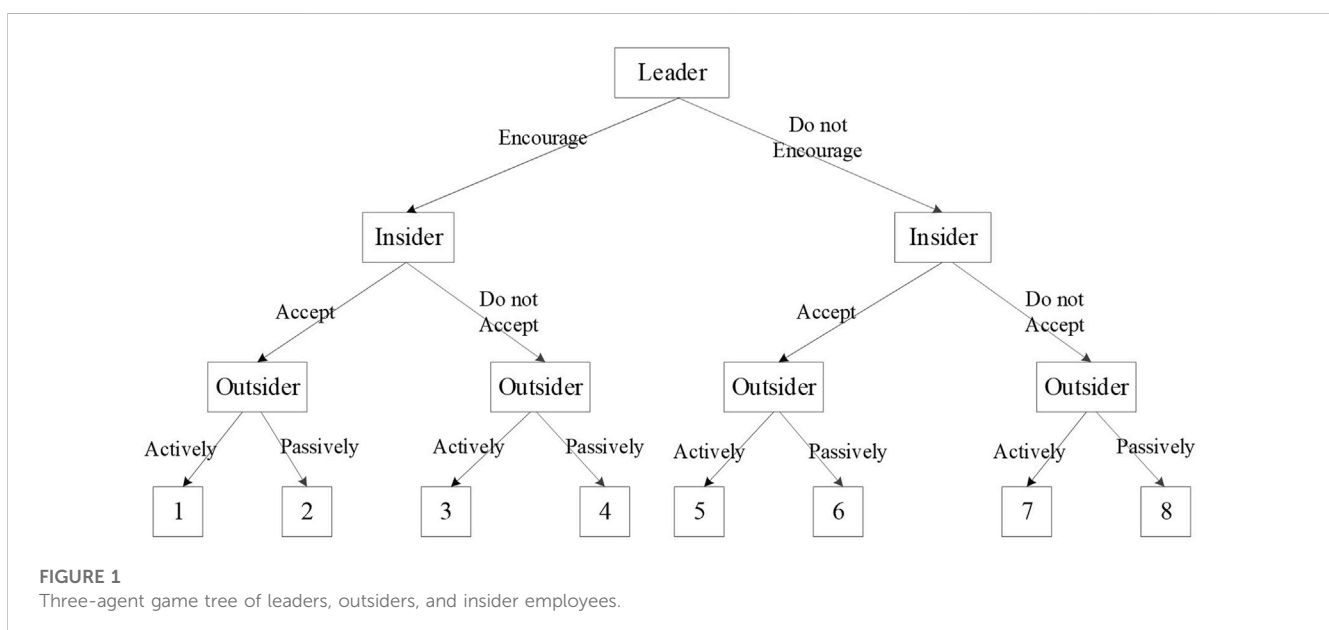 Leader
Encourage
Do not
Encourage
Insider
Insider
Accept
Do not
Accept
Accept
Do not
Accept
Outsider
Outsider
Outsider
Outsider
Actively
Passively
Actively
Passively
Actively
Passively
Actively
Passively
1
2
3
4
5
6
7
8
FIGURE 1
Three-agent game tree of leaders, outsiders, and insider employees.